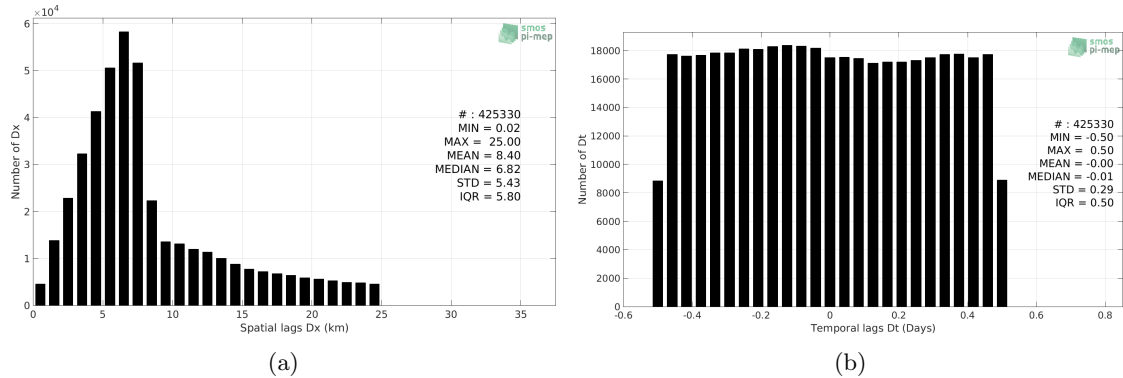 ×10⁴
6
5
4
3
2
1
0
Number of Dx
0 5 10 15 20 25 30 35
Spatial lags Dx (km)
smos
pi-mep
# : 425330
MIN = 0.02
MAX = 25.00
MEAN = 8.40
MEDIAN = 6.82
STD = 5.43
IQR = 5.80
(a)
18000
16000
14000
12000
10000
8000
6000
4000
2000
0
Number of Dt
-0.6 -0.4 -0.2 0 0.2 0.4 0.6 0.8
Temporal lags Dt (Days)
smos
pi-mep
# : 425330
MIN = -0.50
MAX = 0.50
MEAN = -0.00
MEDIAN = -0.01
STD = 0.29
IQR = 0.50
(b)